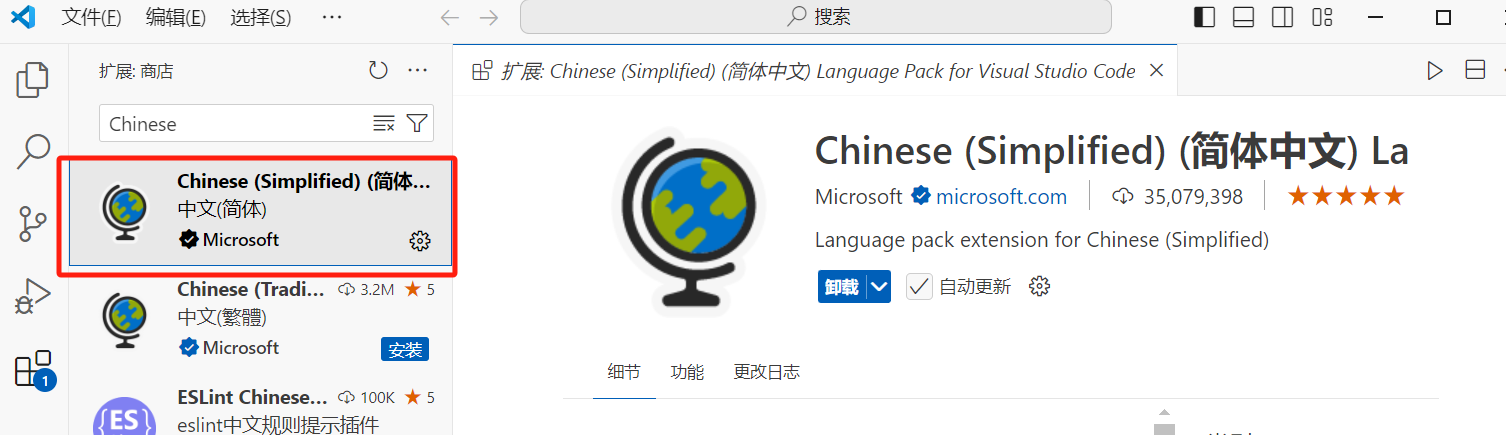 文件(F) 编辑(E) 选择(S) ···
搜索
扩展: 商店
Chinese
Chinese (Simplified) (简体...
中文(简体)
Microsoft
Chinese (Tradi... 3.2M 5
中文(繁體)
Microsoft 安装
ESLint Chinese... 100K 5
eslint中文规则提示插件
{ES}
1
扩展: Chinese (Simplified) (简体中文) Language Pack for Visual Studio Code
Chinese (Simplified) (简体中文) La
Microsoft microsoft.com 35,079,398
Language pack extension for Chinese (Simplified)
卸载 自动更新
细节 功能 更改日志